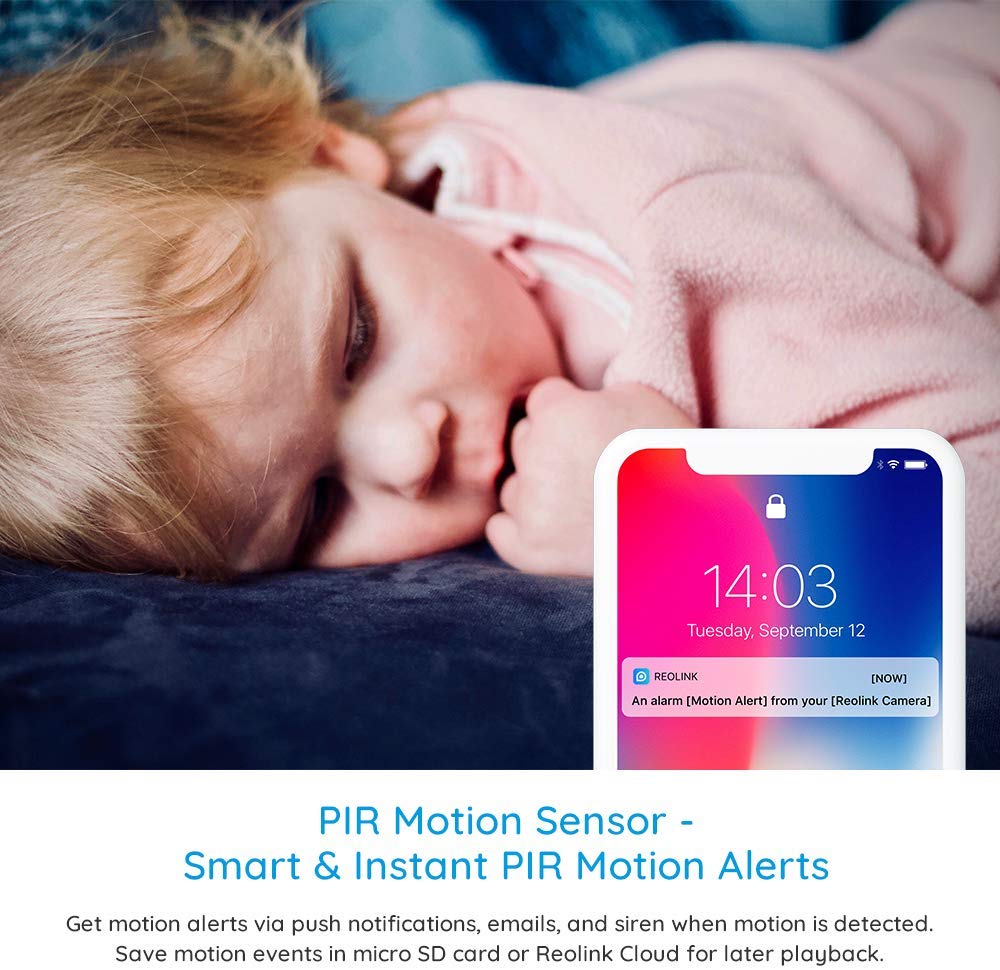 14:03
Tuesday, September 12
REOLINK [NOW]
An alarm [Motion Alert] from your [Reolink Camera]
PIR Motion Sensor -
Smart & Instant PIR Motion Alerts
Get motion alerts via push notifications, emails, and siren when motion is detected.
Save motion events in micro SD card or Reolink Cloud for later playback.